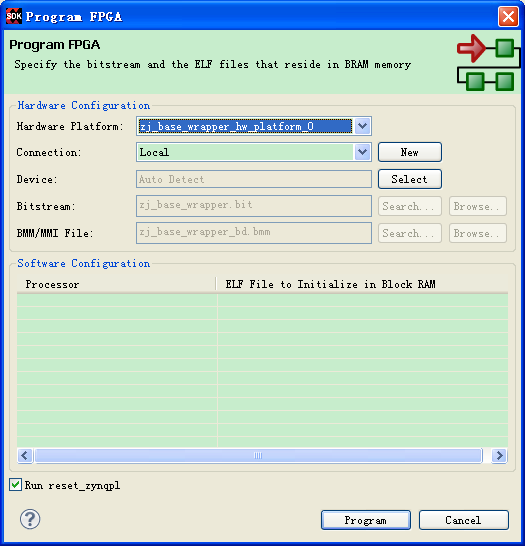 SDK Program FPGA
Program FPGA
Specify the bitstream and the ELF files that reside in BRAM memory
Hardware Configuration
Hardware Platform: zj_base_wrapper_hw_platform_0
Connection: Local New
Device: Auto Detect Select
Bitstream: zj_base_wrapper.bit Search... Browse..
BMM/MMI File: zj_base_wrapper_bd.bmm Search... Browse..
Software Configuration
Processor ELF File to Initialize in Block RAM
Run reset_zynqpl
? Program Cancel